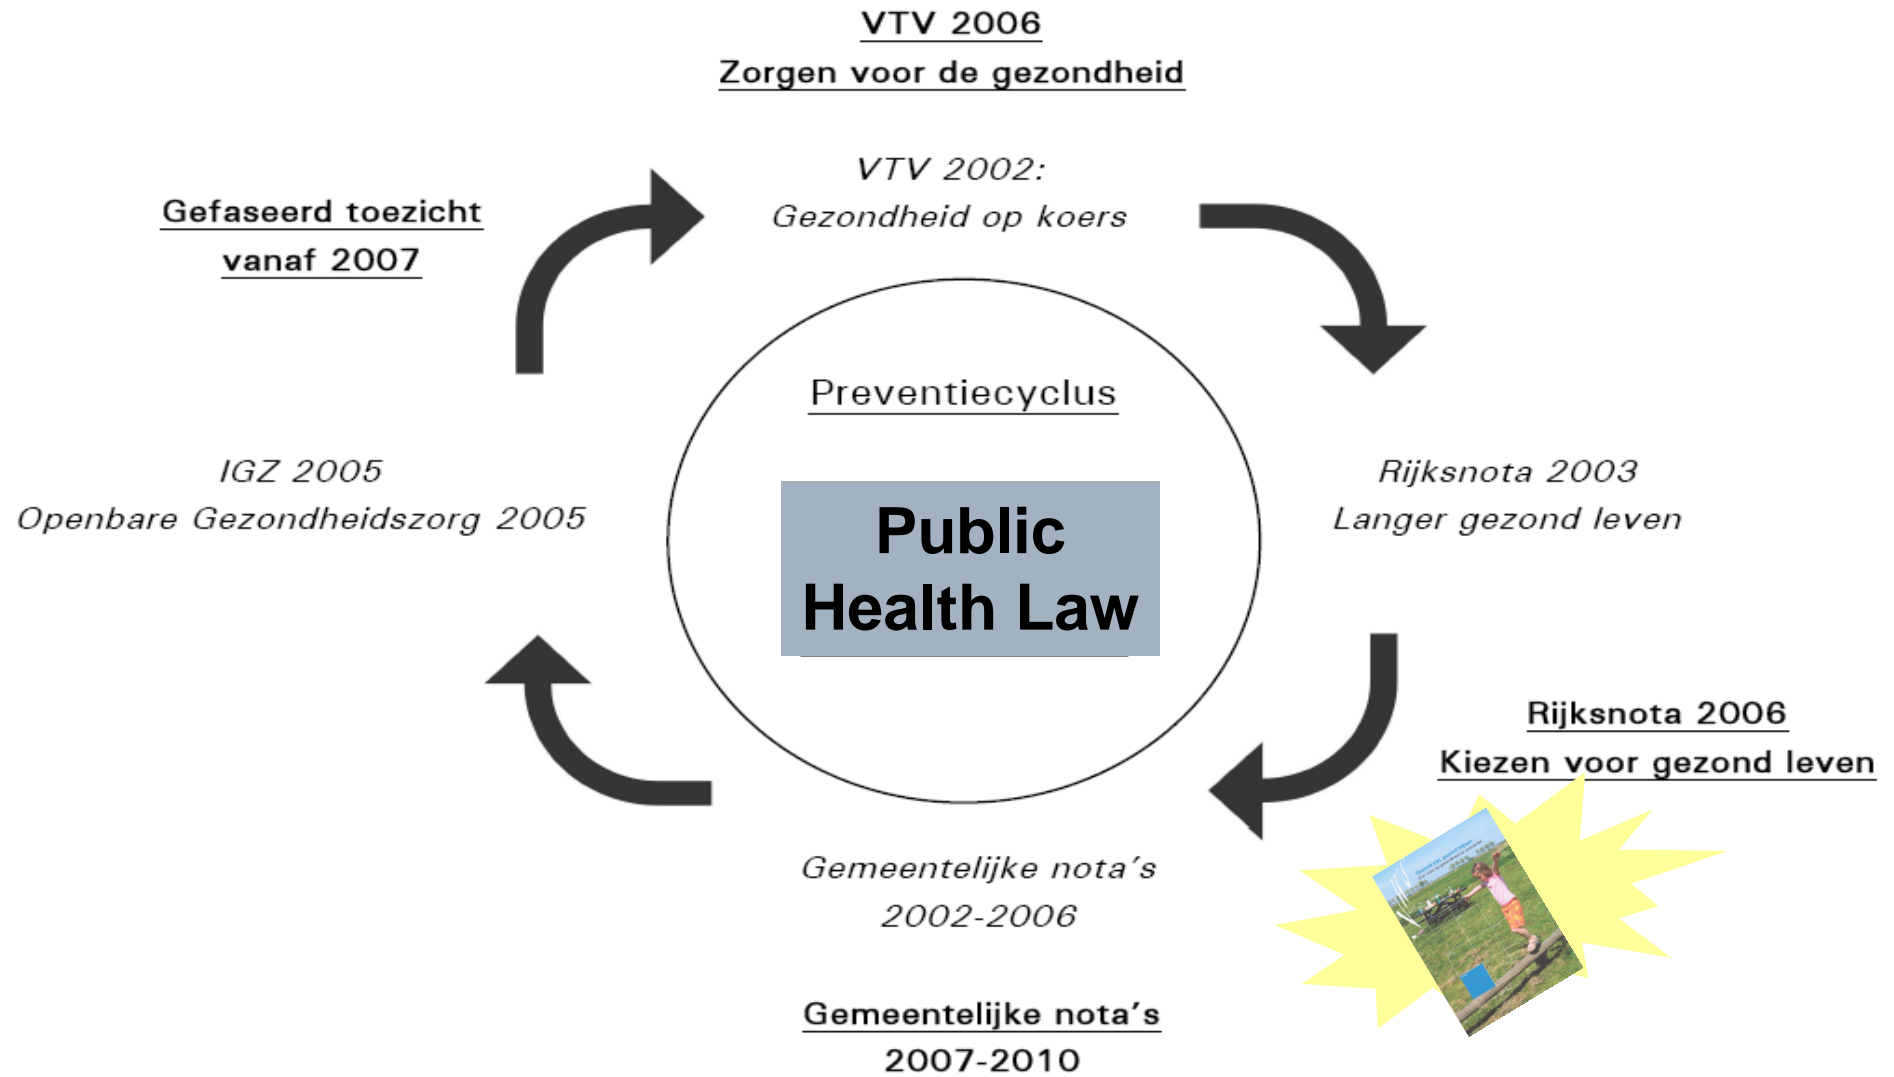 VTV 2006
Zorgen voor de gezondheid
VTV 2002:
Gezondheid op koers
Gefaseerd toezicht
vanaf 2007
Preventiecyclus
Public
Health Law
IGZ 2005
Openbare Gezondheidszorg 2005
Rijksnota 2003
Langer gezond leven
Rijksnota 2006
Kiezen voor gezond leven
Gemeentelijke nota's
2002-2006
Gemeentelijke nota's
2007-2010